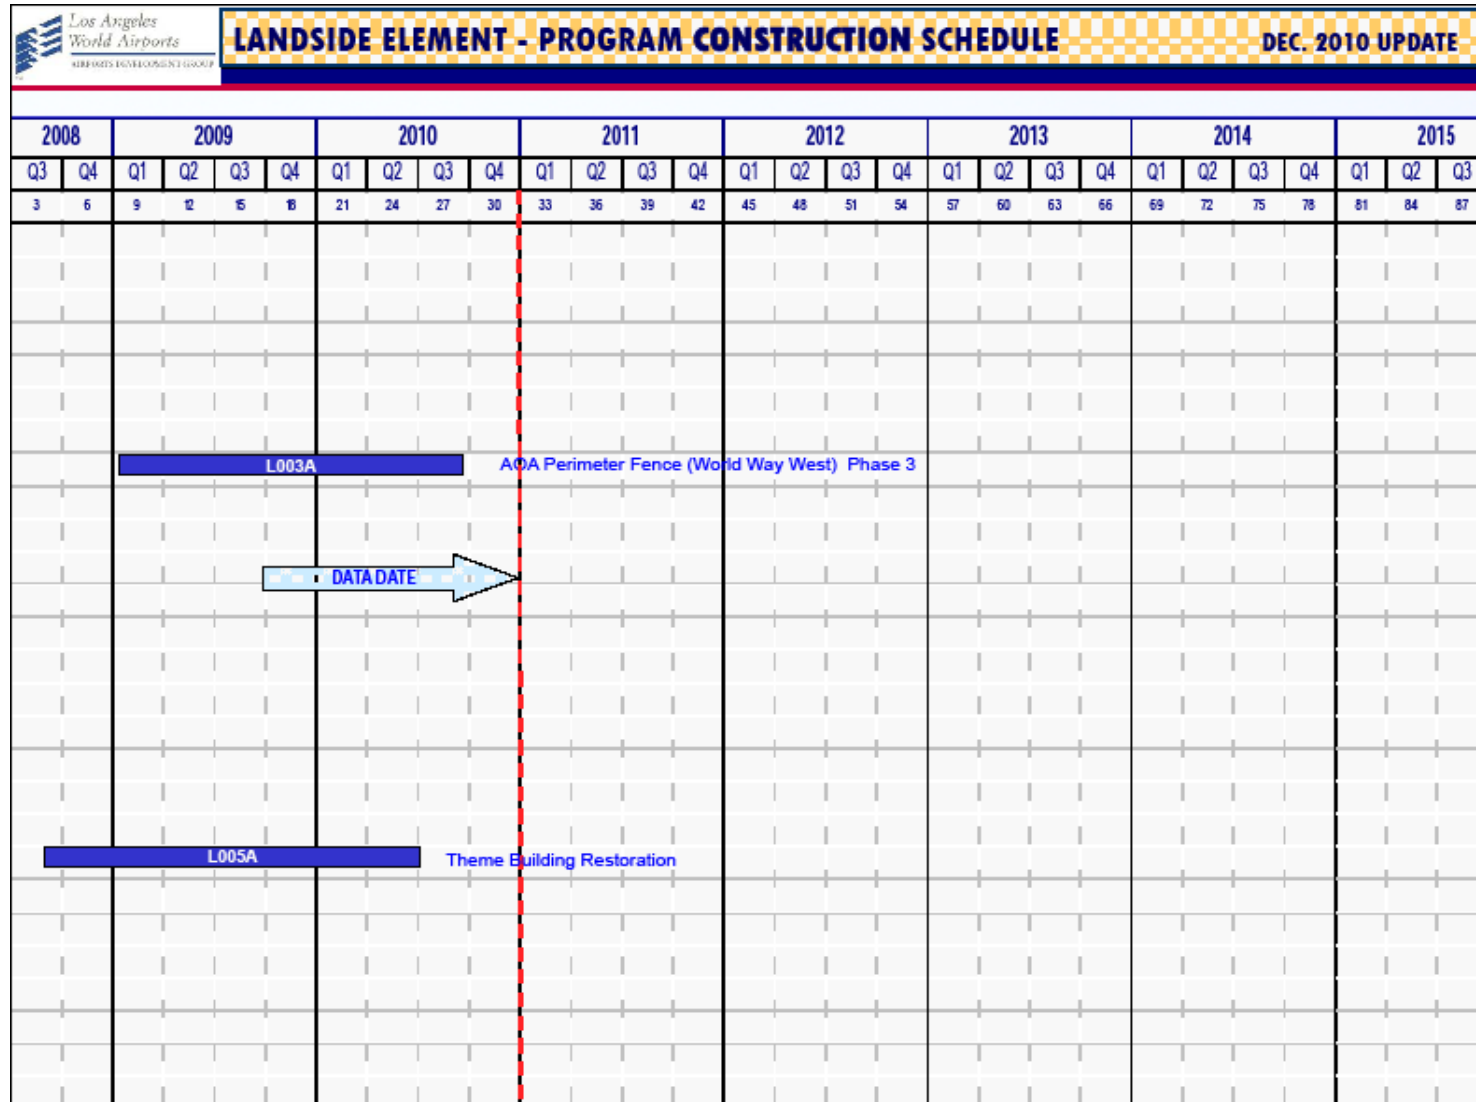 Los Angeles
World Airports
AIRPORTS DEVELOPMENT GROUP
LANDSIDE ELEMENT - PROGRAM CONSTRUCTION SCHEDULE
DEC. 2010 UPDATE
2008 2009 2010 2011 2012 2013 2014 2015
Q3 Q4 Q1 Q2 Q3 Q4 Q1 Q2 Q3 Q4 Q1 Q2 Q3 Q4 Q1 Q2 Q3 Q4 Q1 Q2 Q3 Q4 Q1 Q2 Q3 Q4 Q1 Q2 Q3
3 6 9 12 15 18 21 24 27 30 33 36 39 42 45 48 51 54 57 60 63 66 69 72 75 78 81 84 87
L003A AOA Perimeter Fence (World Way West) Phase 3
DATA DATE
L005A Theme Building Restoration